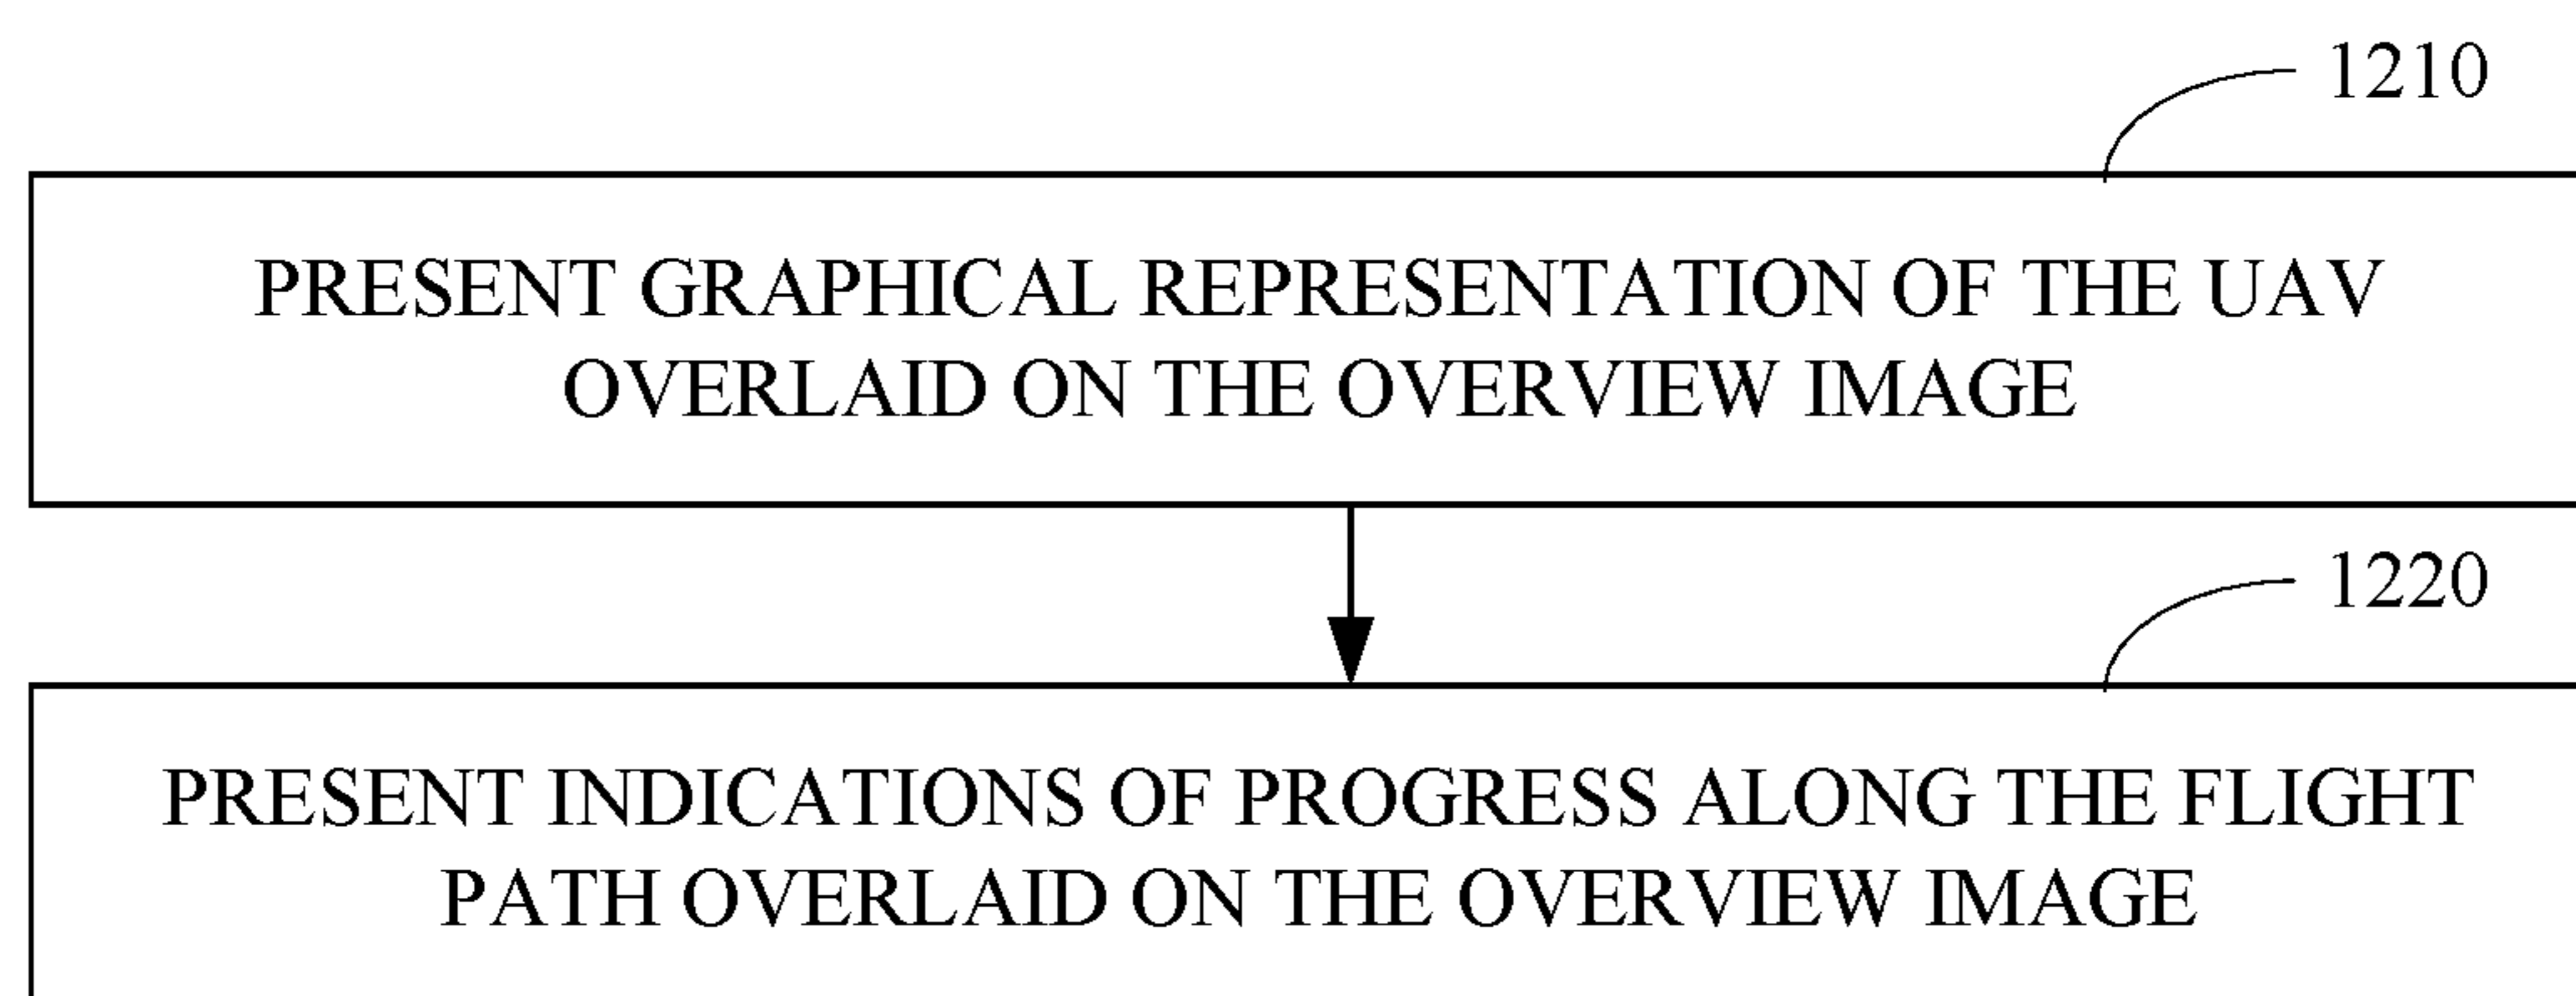 1210
PRESENT GRAPHICAL REPRESENTATION OF THE UAV
OVERLAID ON THE OVERVIEW IMAGE
1220
PRESENT INDICATIONS OF PROGRESS ALONG THE FLIGHT
PATH OVERLAID ON THE OVERVIEW IMAGE